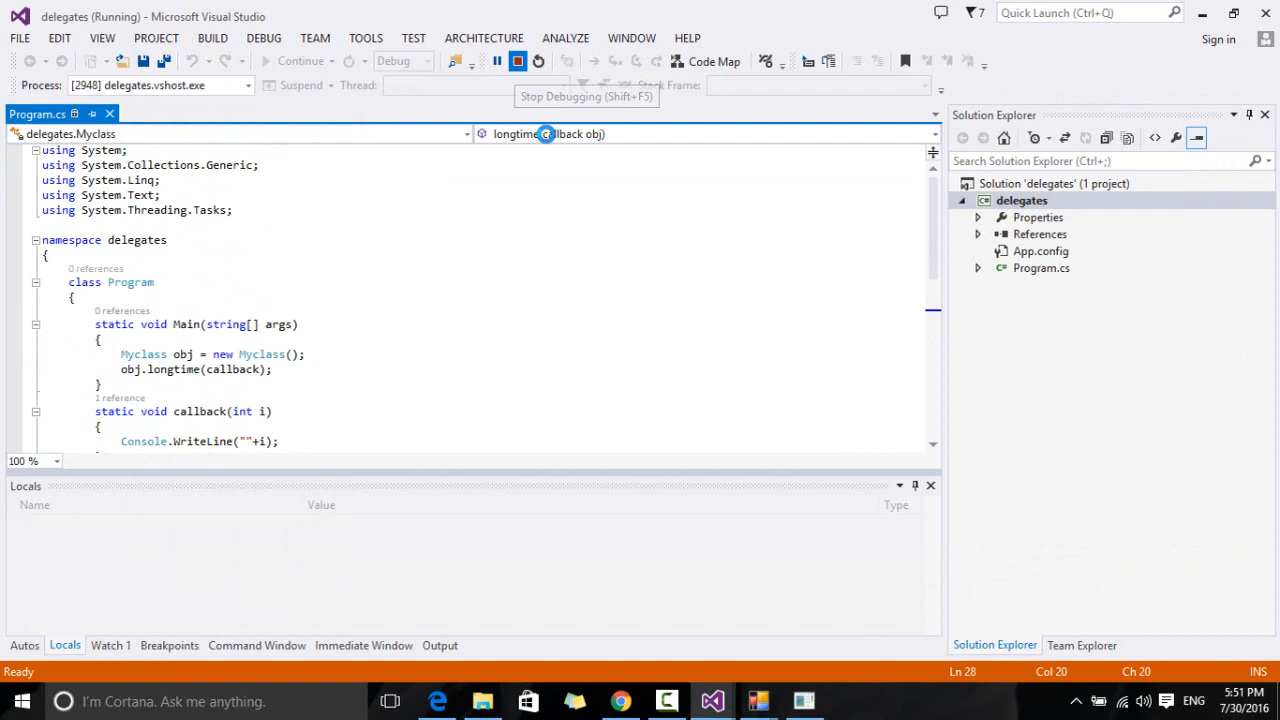 delegates (Running) - Microsoft Visual Studio
7
Quick Launch (Ctrl+Q)
FILE EDIT VIEW PROJECT BUILD DEBUG TEAM TOOLS TEST ARCHITECTURE ANALYZE WINDOW HELP
Sign in
Continue Debug Code Map
Process: [2948] delegates.vshost.exe Suspend Thread: Stack Frame:
Stop Debugging (Shift+F5)
Program.cs
delegates.Myclass
longtime(callback obj)
using System;
using System.Collections.Generic;
using System.Linq;
using System.Text;
using System.Threading.Tasks;
namespace delegates
{
0 references
class Program
{
0 references
static void Main(string[] args)
{
Myclass obj = new Myclass();
obj.longtime(callback);
}
1 reference
static void callback(int i)
{
Console.WriteLine(""+i);
100 %
Locals
Name Value Type
Autos Locals Watch 1 Breakpoints Command Window Immediate Window Output
Solution Explorer
Search Solution Explorer (Ctrl+;)
Solution 'delegates' (1 project)
delegates
Properties
References
App.config
Program.cs
Solution Explorer Team Explorer
Ready Ln 28 Col 20 Ch 20 INS
I'm Cortana. Ask me anything.
ENG
5:51 PM
7/30/2016